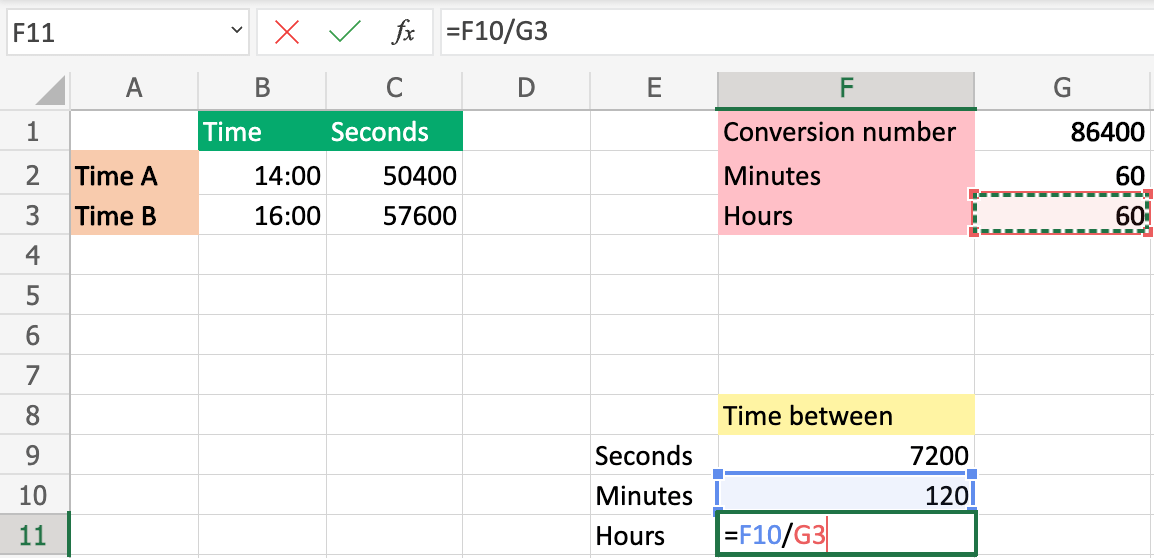 F11 fx =F10/G3
A B C D E F G
1 Time Seconds Conversion number 86400
2 Time A 14:00 50400 Minutes 60
3 Time B 16:00 57600 Hours 60
4
5
6
7
8 Time between
9 Seconds 7200
10 Minutes 120
11 Hours =F10/G3